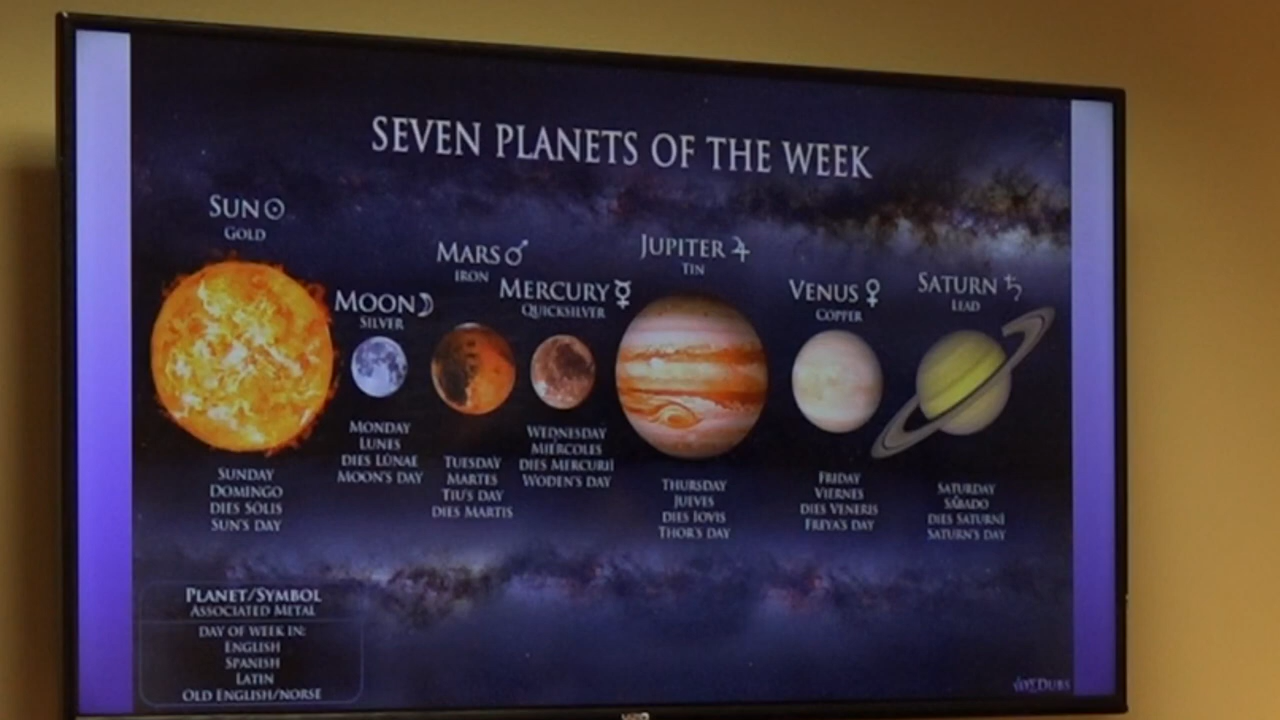 SEVEN PLANETS OF THE WEEK
SUN ☉
GOLD
MOON ☽
SILVER
MARS ♂
IRON
MERCURY ☿
QUICKSILVER
JUPITER ♃
TIN
VENUS ♀
COPPER
SATURN ♄
LEAD
SUNDAY
DOMINGO
DIES SŌLIS
SUN'S DAY
MONDAY
LUNES
DIES LŪNAE
MOON'S DAY
TUESDAY
MARTES
TIU'S DAY
DIES MARTIS
WEDNESDAY
MIÉRCOLES
DIES MERCURIĪ
WODEN'S DAY
THURSDAY
JUEVES
DIES IOVIS
THOR'S DAY
FRIDAY
VIERNES
DIES VENERIS
FREYA'S DAY
SATURDAY
SÁBADO
DIES SATURNĪ
SATURN'S DAY
PLANET/SYMBOL
ASSOCIATED METAL
DAY OF WEEK IN:
ENGLISH
SPANISH
LATIN
OLD ENGLISH/NORSE
VIZIO